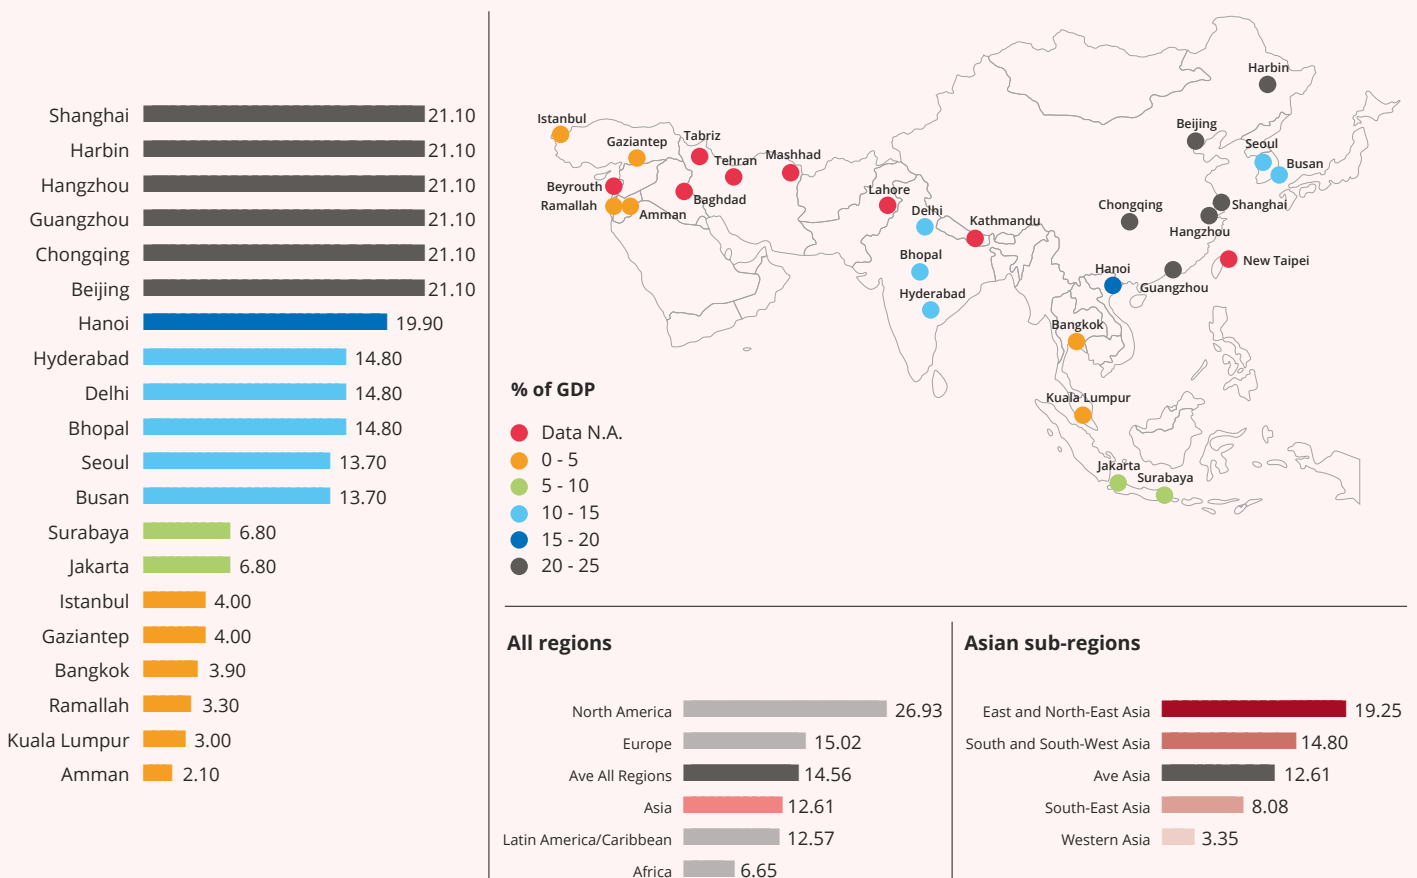 Shanghai 21.10
Harbin 21.10
Hangzhou 21.10
Guangzhou 21.10
Chongqing 21.10
Beijing 21.10
Hanoi 19.90
Hyderabad 14.80
Delhi 14.80
Bhopal 14.80
Seoul 13.70
Busan 13.70
Surabaya 6.80
Jakarta 6.80
Istanbul 4.00
Gaziantep 4.00
Bangkok 3.90
Ramallah 3.30
Kuala Lumpur 3.00
Amman 2.10
Harbin
Istanbul
Beijing
Gaziantep
Tabriz
Seoul
Tehran
Mashhad
Busan
Beyrouth
Lahore
Baghdad
Ramallah
Amman
Delhi
Chongqing
Shanghai
Kathmandu
Hangzhou
Bhopal
New Taipei
Hanoi
Guangzhou
Hyderabad
Bangkok
Kuala Lumpur
Jakarta
Surabaya
% of GDP
Data N.A.
0 - 5
5 - 10
10 - 15
15 - 20
20 - 25
All regions
North America 26.93
Europe 15.02
Ave All Regions 14.56
Asia 12.61
Latin America/Caribbean 12.57
Africa 6.65
Asian sub-regions
East and North-East Asia 19.25
South and South-West Asia 14.80
Ave Asia 12.61
South-East Asia 8.08
Western Asia 3.35